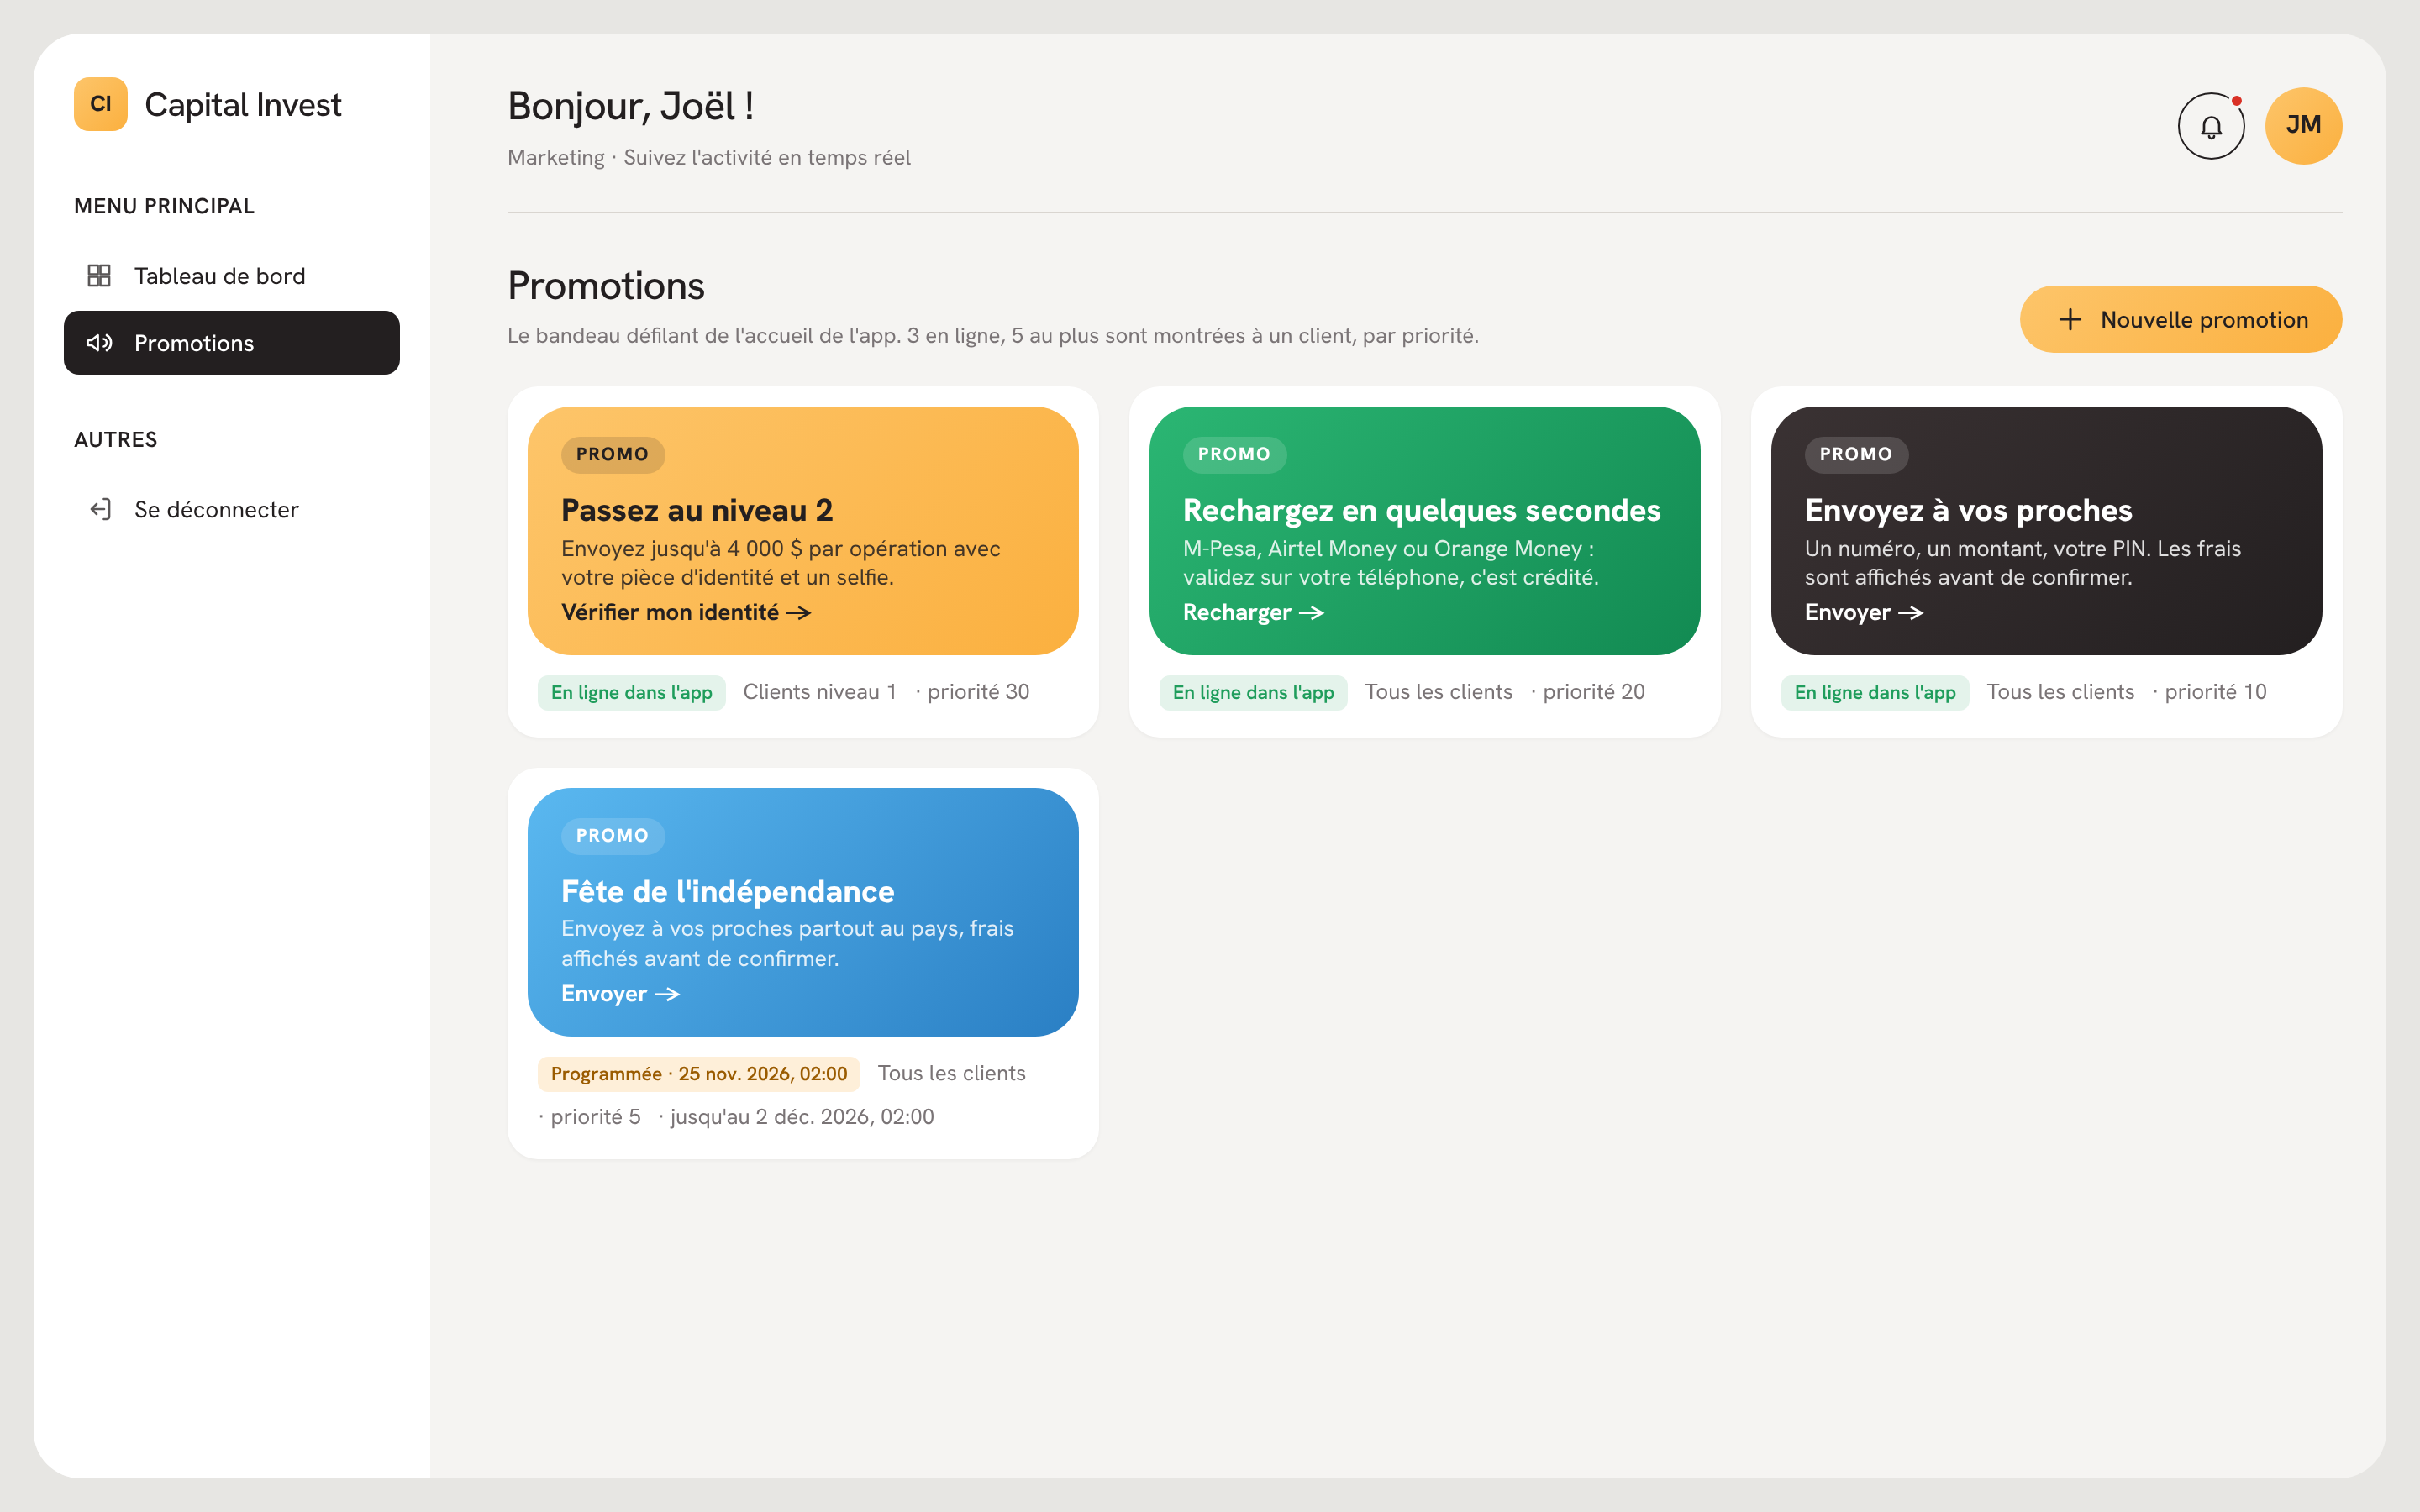 CI
Capital Invest
MENU PRINCIPAL
Tableau de bord
Promotions
AUTRES
Se déconnecter
Bonjour, Joël !
Marketing · Suivez l'activité en temps réel
JM
Promotions
Le bandeau défilant de l'accueil de l'app. 3 en ligne, 5 au plus sont montrées à un client, par priorité.
+ Nouvelle promotion
PROMO
Passez au niveau 2
Envoyez jusqu'à 4 000 $ par opération avec
votre pièce d'identité et un selfie.
Vérifier mon identité →
En ligne dans l'app Clients niveau 1 · priorité 30
PROMO
Rechargez en quelques secondes
M-Pesa, Airtel Money ou Orange Money :
validez sur votre téléphone, c'est crédité.
Recharger →
En ligne dans l'app Tous les clients · priorité 20
PROMO
Envoyez à vos proches
Un numéro, un montant, votre PIN. Les frais
sont affichés avant de confirmer.
Envoyer →
En ligne dans l'app Tous les clients · priorité 10
PROMO
Fête de l'indépendance
Envoyez à vos proches partout au pays, frais
affichés avant de confirmer.
Envoyer →
Programmée · 25 nov. 2026, 02:00 Tous les clients
· priorité 5 · jusqu'au 2 déc. 2026, 02:00